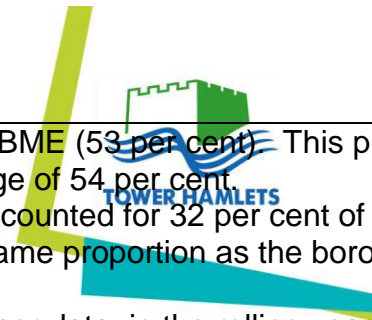 BME (53 per cent). This p
ge of 54 per cent.
TOWER HAMLETS
counted for 32 per cent of
ame proportion as the boro